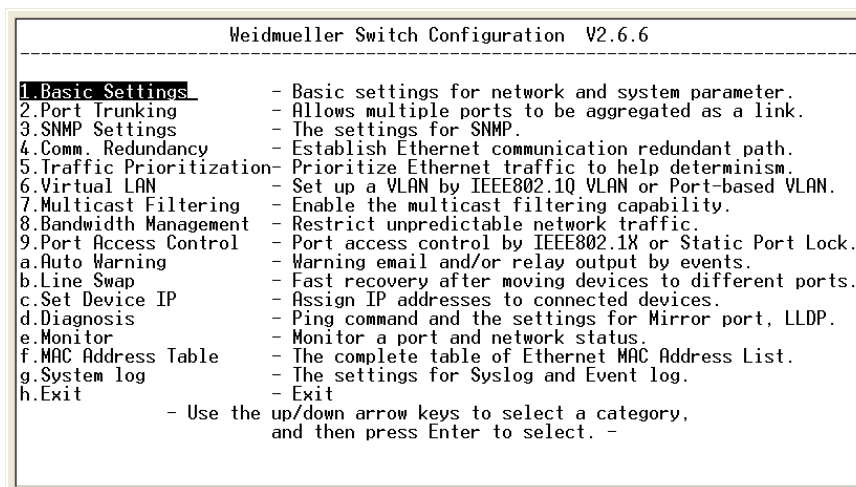 Weidmueller Switch Configuration V2.6.6
--------------------------------------------------------------------------------
1.Basic Settings - Basic settings for network and system parameter.
2.Port Trunking - Allows multiple ports to be aggregated as a link.
3.SNMP Settings - The settings for SNMP.
4.Comm. Redundancy - Establish Ethernet communication redundant path.
5.Traffic Prioritization- Prioritize Ethernet traffic to help determinism.
6.Virtual LAN - Set up a VLAN by IEEE802.1Q VLAN or Port-based VLAN.
7.Multicast Filtering - Enable the multicast filtering capability.
8.Bandwidth Management - Restrict unpredictable network traffic.
9.Port Access Control - Port access control by IEEE802.1X or Static Port Lock.
a.Auto Warning - Warning email and/or relay output by events.
b.Line Swap - Fast recovery after moving devices to different ports.
c.Set Device IP - Assign IP addresses to connected devices.
d.Diagnosis - Ping command and the settings for Mirror port, LLDP.
e.Monitor - Monitor a port and network status.
f.MAC Address Table - The complete table of Ethernet MAC Address List.
g.System log - The settings for Syslog and Event log.
h.Exit - Exit
- Use the up/down arrow keys to select a category,
and then press Enter to select. -